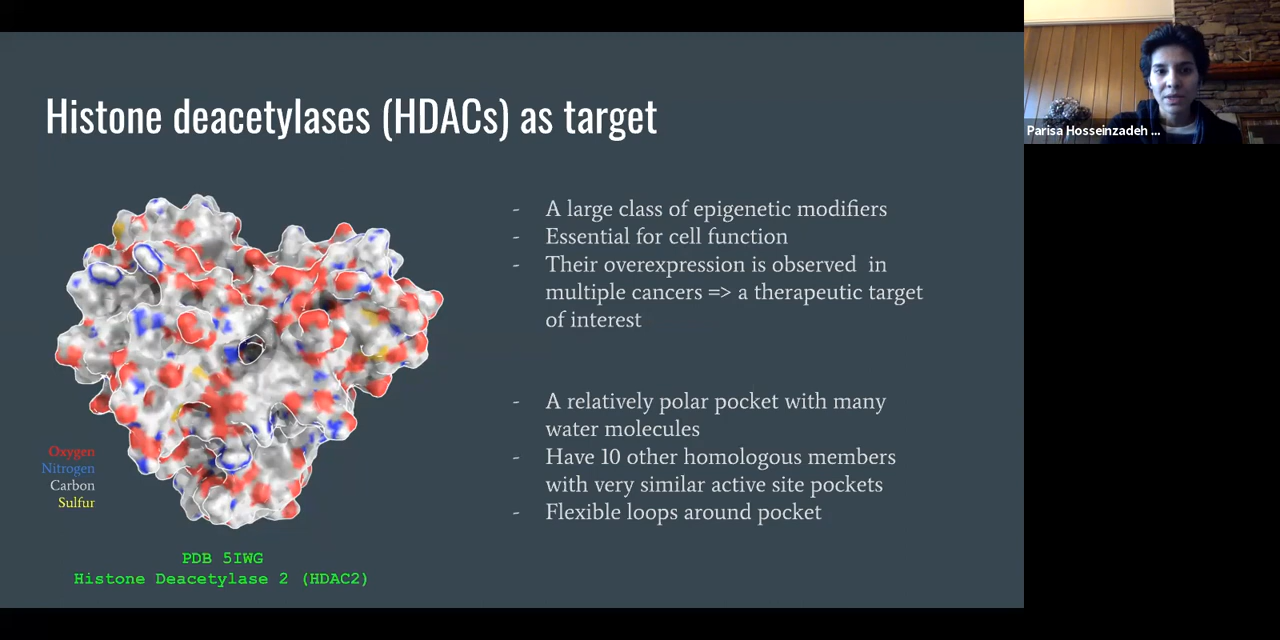 Histone deacetylases (HDACs) as target
- A large class of epigenetic modifiers
- Essential for cell function
- Their overexpression is observed in
multiple cancers => a therapeutic target
of interest
- A relatively polar pocket with many
water molecules
- Have 10 other homologous members
with very similar active site pockets
- Flexible loops around pocket
Oxygen
Nitrogen
Carbon
Sulfur
PDB 5IWG
Histone Deacetylase 2 (HDAC2)
Parisa Hosseinzadeh ...